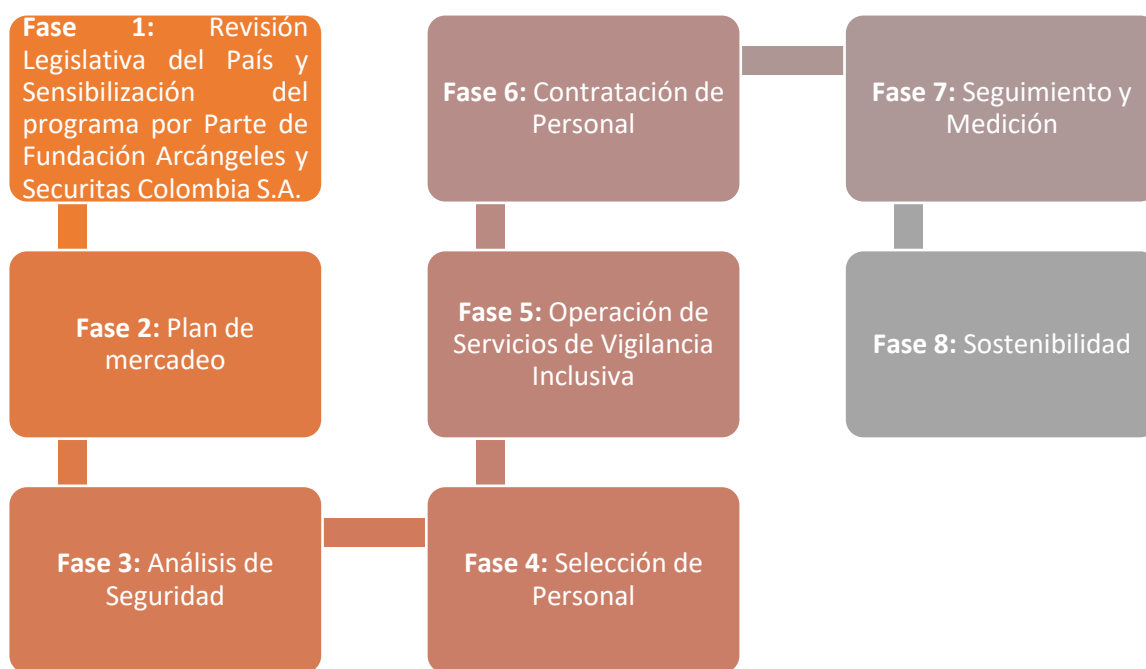 Fase 1: Revisión
Legislativa del País y
Sensibilización del
programa por Parte de
Fundación Arcángeles y
Securitas Colombia S.A.
Fase 2: Plan de
mercadeo
Fase 3: Análisis de
Seguridad
Fase 4: Selección de
Personal
Fase 5: Operación de
Servicios de Vigilancia
Inclusiva
Fase 6: Contratación de
Personal
Fase 7: Seguimiento y
Medición
Fase 8: Sostenibilidad